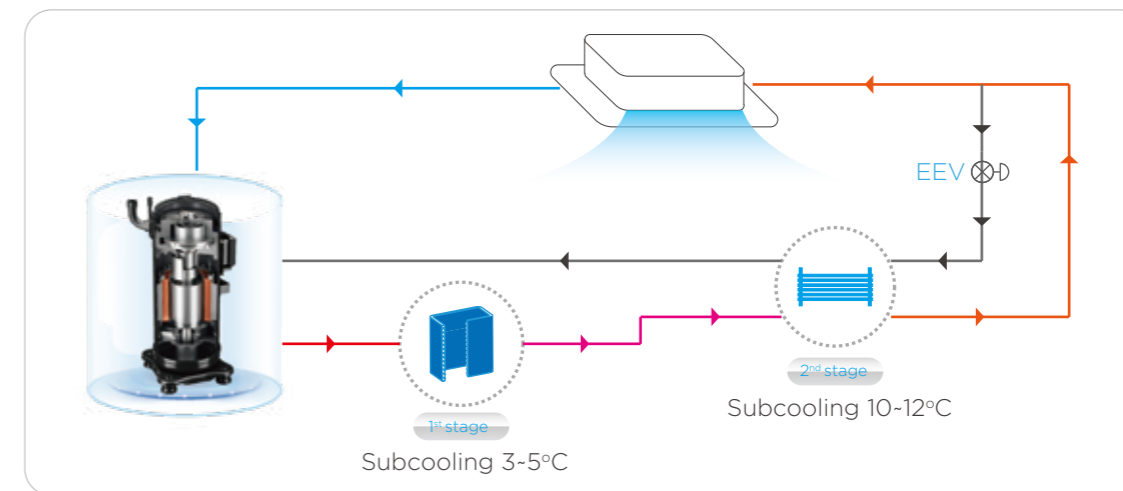 EEV
2nd stage
Subcooling 10~12°C
1st stage
Subcooling 3~5°C